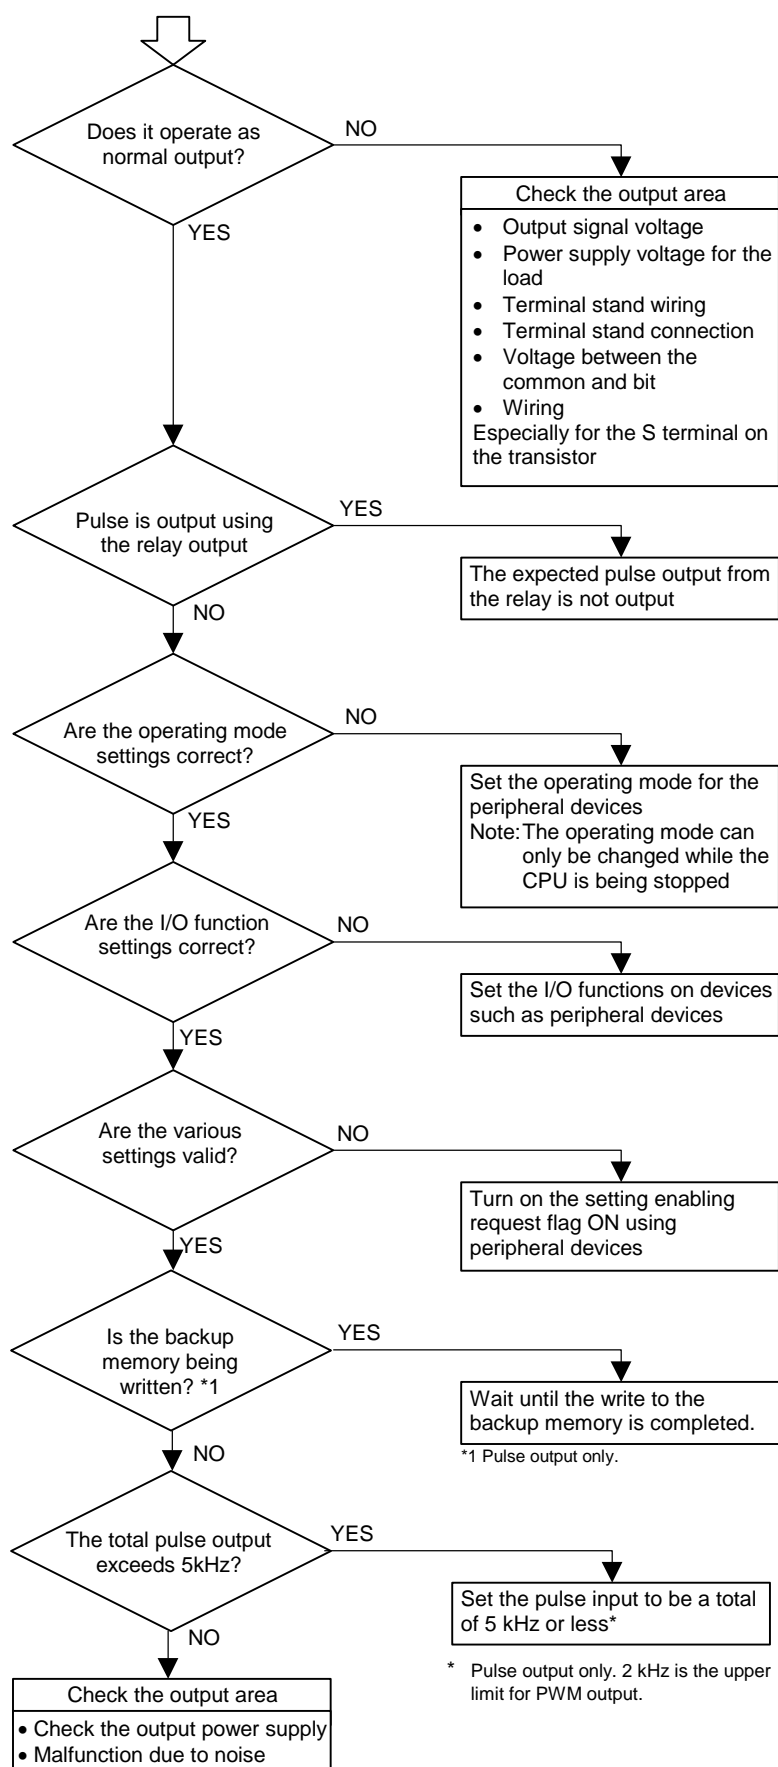 Does it operate as
normal output?
NO
YES
Check the output area
• Output signal voltage
• Power supply voltage for the
load
• Terminal stand wiring
• Terminal stand connection
• Voltage between the
common and bit
• Wiring
Especially for the S terminal on
the transistor
Pulse is output using
the relay output
YES
NO
The expected pulse output from
the relay is not output
Are the operating mode
settings correct?
NO
YES
Set the operating mode for the
peripheral devices
Note: The operating mode can
only be changed while the
CPU is being stopped
Are the I/O function
settings correct?
NO
YES
Set the I/O functions on devices
such as peripheral devices
Are the various
settings valid?
NO
YES
Turn on the setting enabling
request flag ON using
peripheral devices
Is the backup
memory being
written? *1
YES
NO
Wait until the write to the
backup memory is completed.
*1 Pulse output only.
The total pulse output
exceeds 5kHz?
YES
NO
Set the pulse input to be a total
of 5 kHz or less*
* Pulse output only. 2 kHz is the upper
limit for PWM output.
Check the output area
• Check the output power supply
• Malfunction due to noise